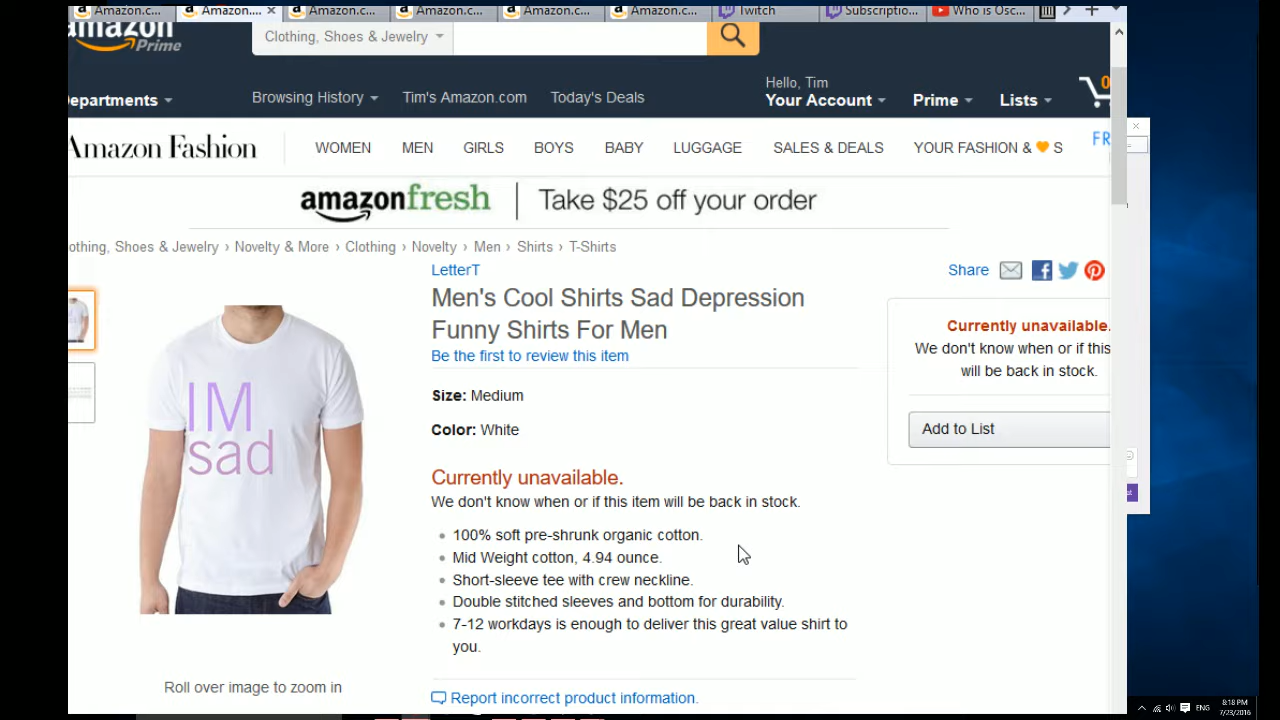 Amazon.c...
Amazon....
Amazon.c...
Amazon.c...
Amazon.c...
Amazon.c...
Twitch
Subscriptio...
Who is Osc...
amazon
Prime
Clothing, Shoes & Jewelry
epartments
Browsing History
Tim's Amazon.com
Today's Deals
Hello, Tim
Your Account
Prime
Lists
0
Amazon Fashion
WOMEN
MEN
GIRLS
BOYS
BABY
LUGGAGE
SALES & DEALS
YOUR FASHION & S
FR
amazonfresh | Take $25 off your order
othing, Shoes & Jewelry › Novelty & More › Clothing › Novelty › Men › Shirts › T-Shirts
IM
sad
Roll over image to zoom in
LetterT
Men's Cool Shirts Sad Depression
Funny Shirts For Men
Be the first to review this item
Size: Medium
Color: White
Currently unavailable.
We don't know when or if this item will be back in stock.
100% soft pre-shrunk organic cotton.
Mid Weight cotton, 4.94 ounce.
Short-sleeve tee with crew neckline.
Double stitched sleeves and bottom for durability.
7-12 workdays is enough to deliver this great value shirt to
you.
Report incorrect product information.
Share
Currently unavailable.
We don't know when or if this
will be back in stock.
Add to List
ENG
8:18 PM
7/23/2016